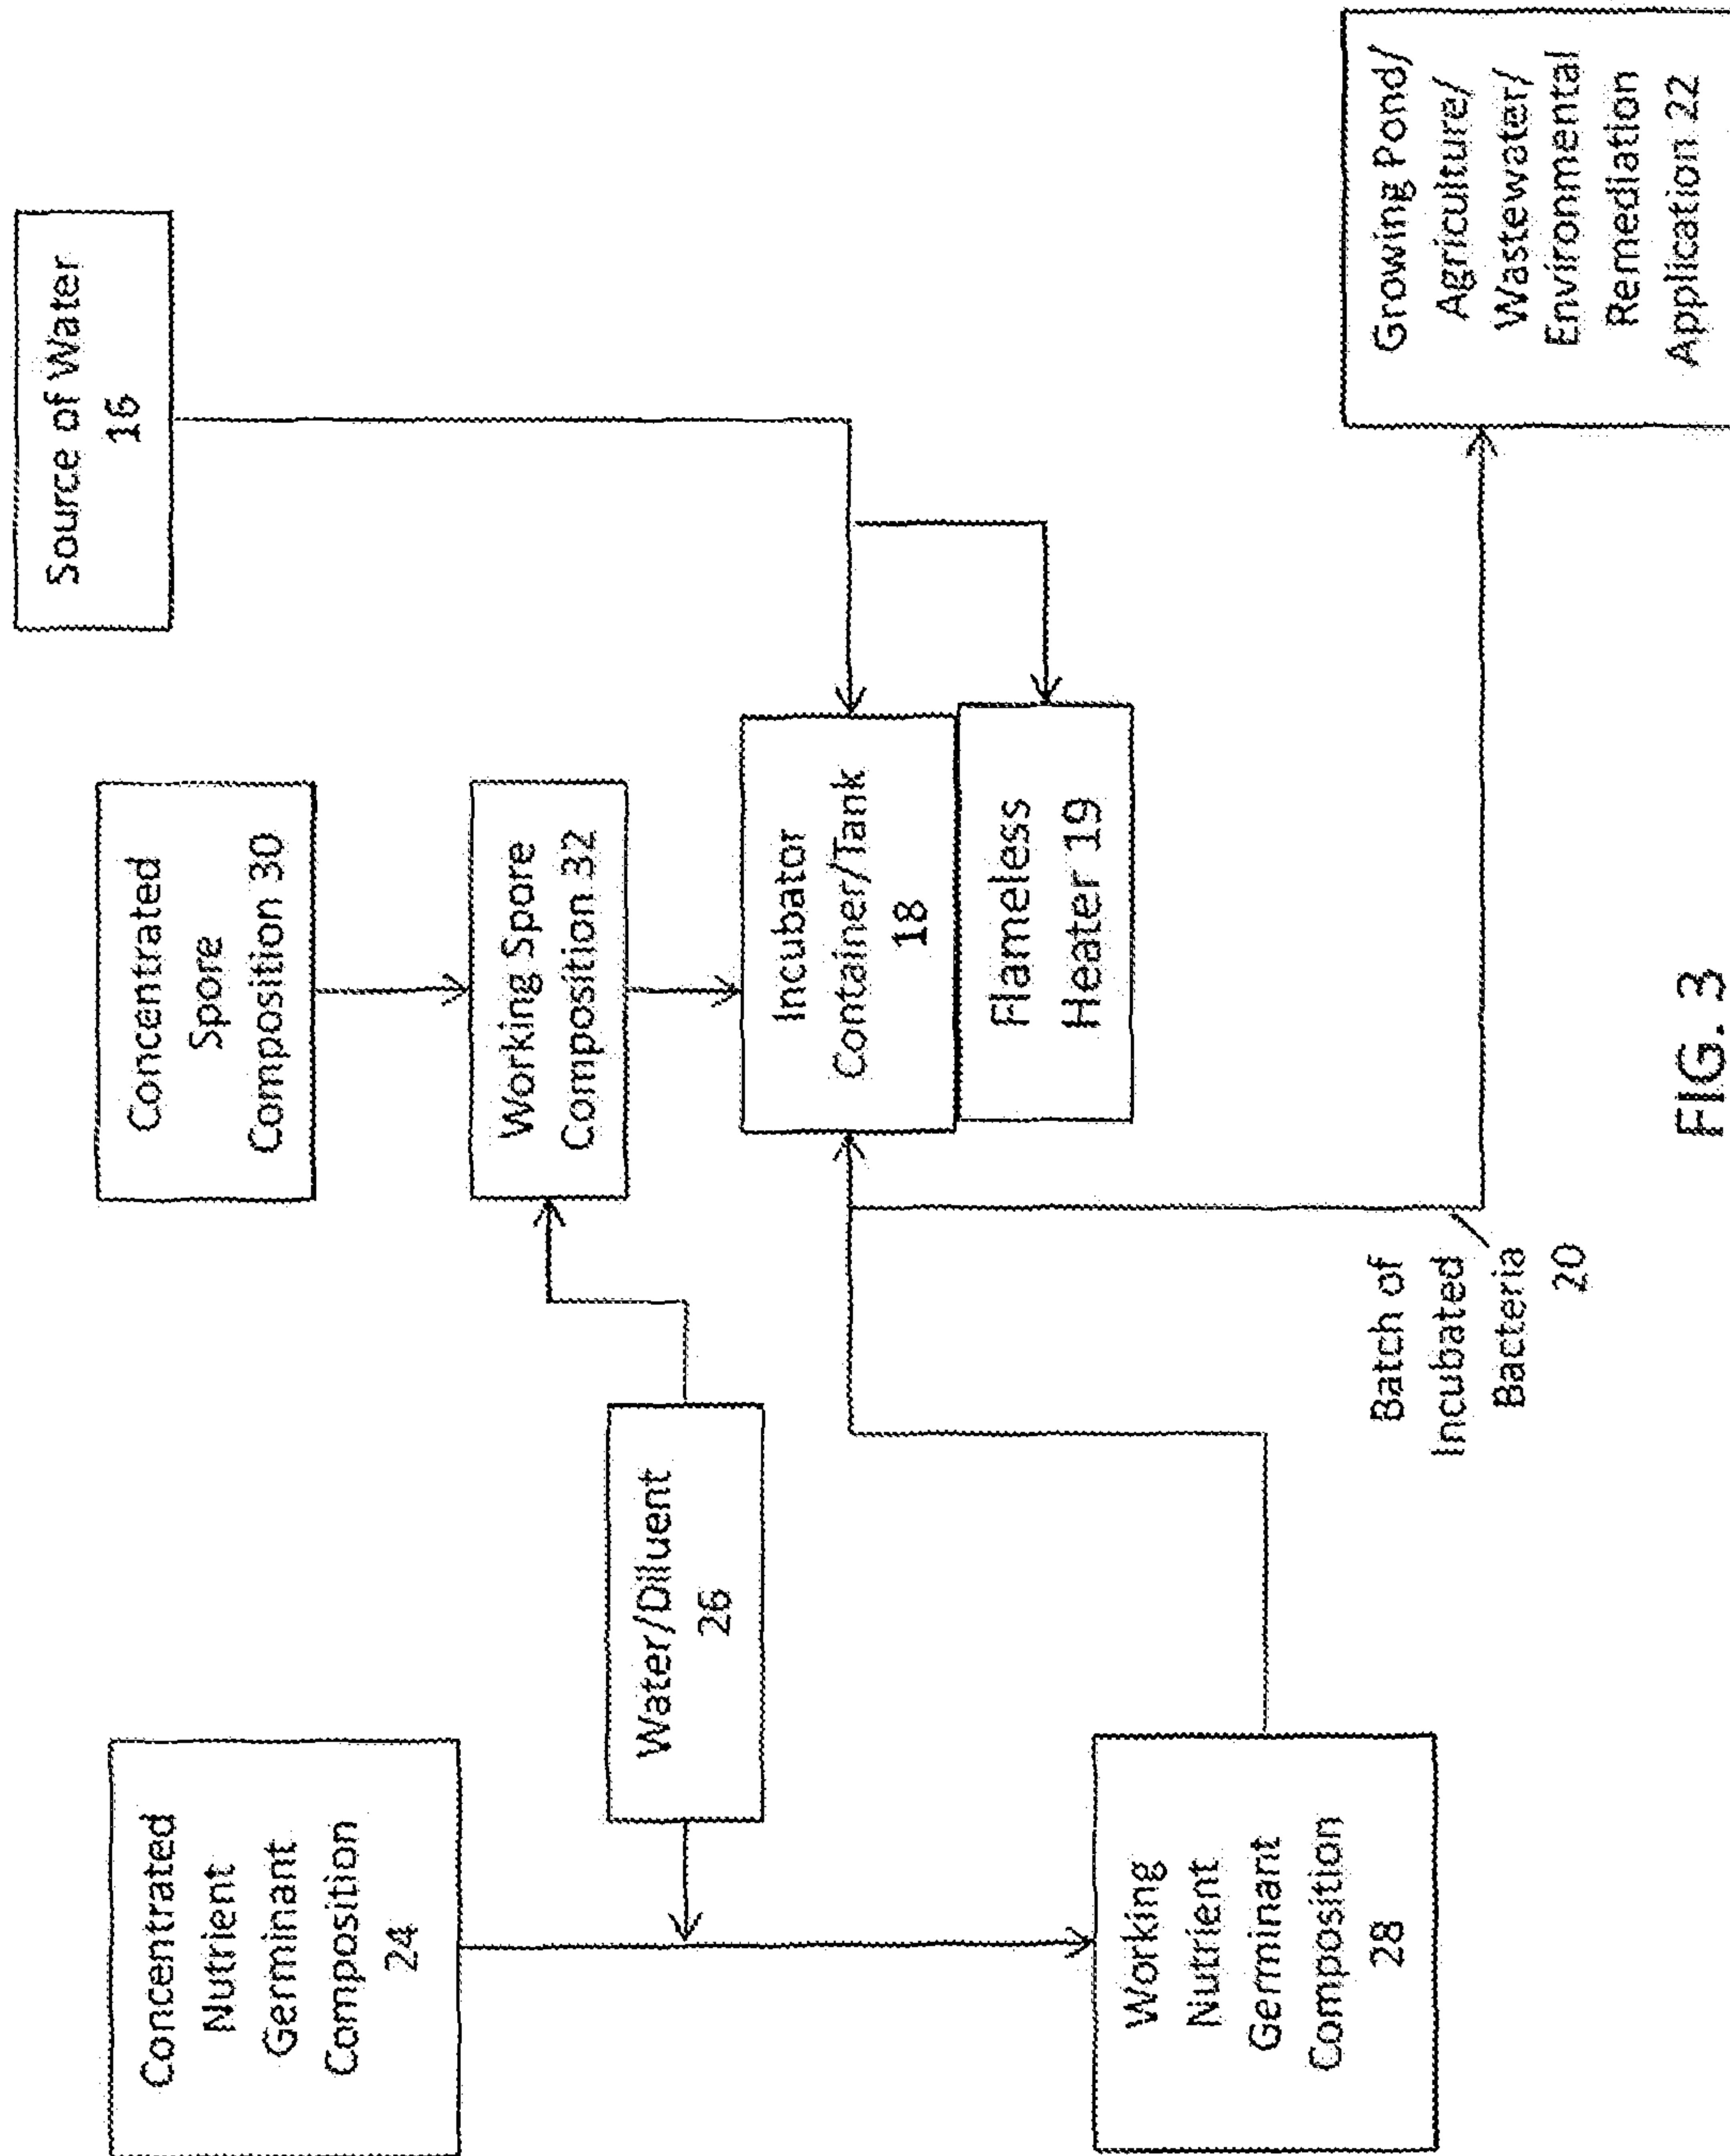 Concentrated
Nutrient
Germinant
Composition
24
Concentrated
Spore
Composition 30
Source of Water
16
Water/Diluent
26
Working Spore
Composition 32
Incubator
Container/Tank
18
Flameless
Heater 19
Working
Nutrient
Germinant
Composition
28
Batch of
Incubated
Bacteria
20
Growing Pond/
Agriculture/
Wastewater/
Environmental
Remediation
Application 22
FIG. 3